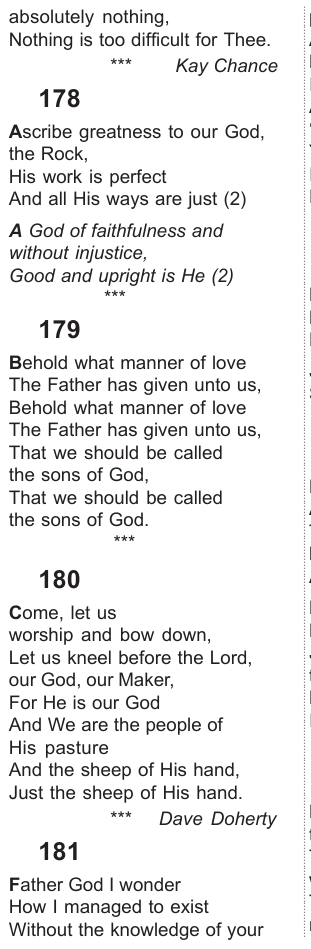 absolutely nothing,
Nothing is too difficult for Thee.
*** Kay Chance
178
Ascribe greatness to our God,
the Rock,
His work is perfect
And all His ways are just (2)
A God of faithfulness and
without injustice,
Good and upright is He (2)
***
179
Behold what manner of love
The Father has given unto us,
Behold what manner of love
The Father has given unto us,
That we should be called
the sons of God,
That we should be called
the sons of God.
***
180
Come, let us
worship and bow down,
Let us kneel before the Lord,
our God, our Maker,
For He is our God
And We are the people of
His pasture
And the sheep of His hand,
Just the sheep of His hand.
*** Dave Doherty
181
Father God I wonder
How I managed to exist
Without the knowledge of your